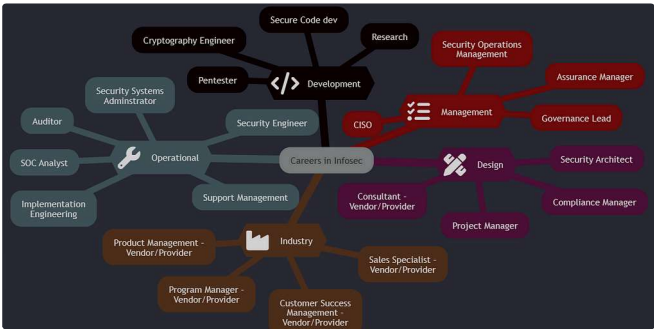 Secure Code dev
Cryptography Engineer
Research
Pentester
Development
Security Operations
Management
Assurance Manager
Management
CISO
Governance Lead
Security Systems
Adminstrator
Auditor
Security Engineer
Operational
SOC Analyst
Implementation
Engineering
Support Management
Careers in Infosec
Design
Security Architect
Consultant -
Vendor/Provider
Compliance Manager
Project Manager
Industry
Product Management -
Vendor/Provider
Sales Specialist -
Vendor/Provider
Program Manager -
Vendor/Provider
Customer Success
Management -
Vendor/Provider